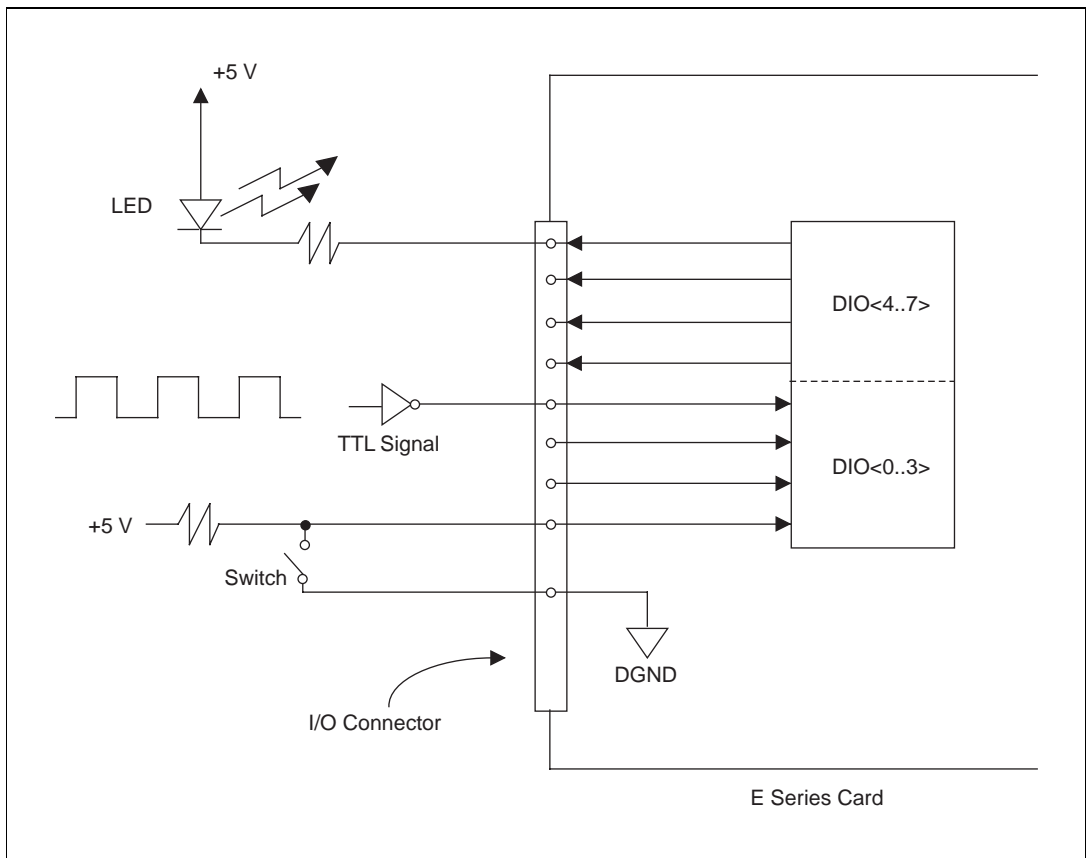 +5 V
LED
DIO<4..7>
TTL Signal
DIO<0..3>
+5 V
Switch
DGND
I/O Connector
E Series Card